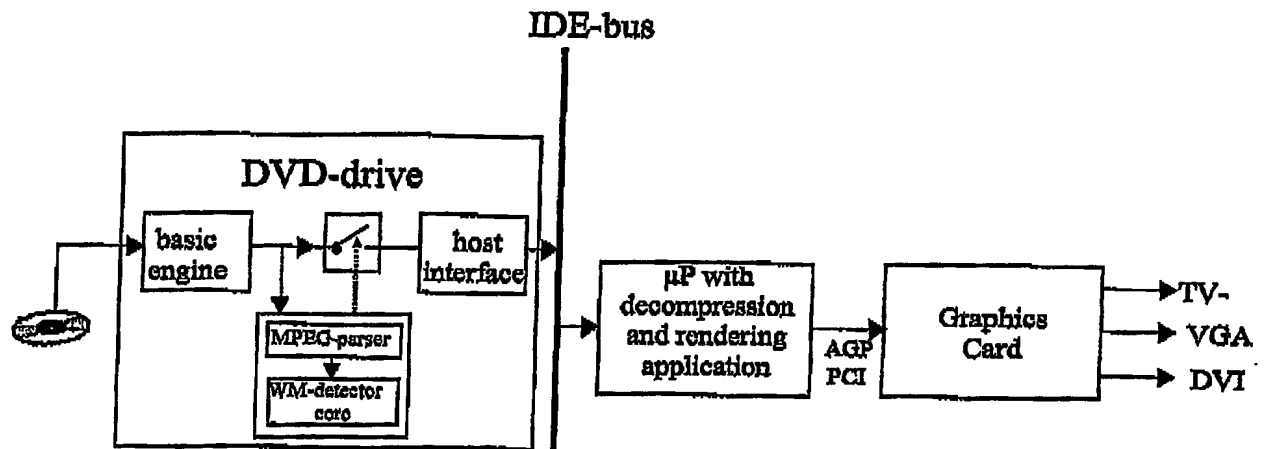 IDE-bus
DVD-drive
basic
engine
host
interface
MPEG-parser
WM-detector
core
µP with
decompression
and rendering
application
AGP
PCI
Graphics
Card
TV-
VGA
DVI